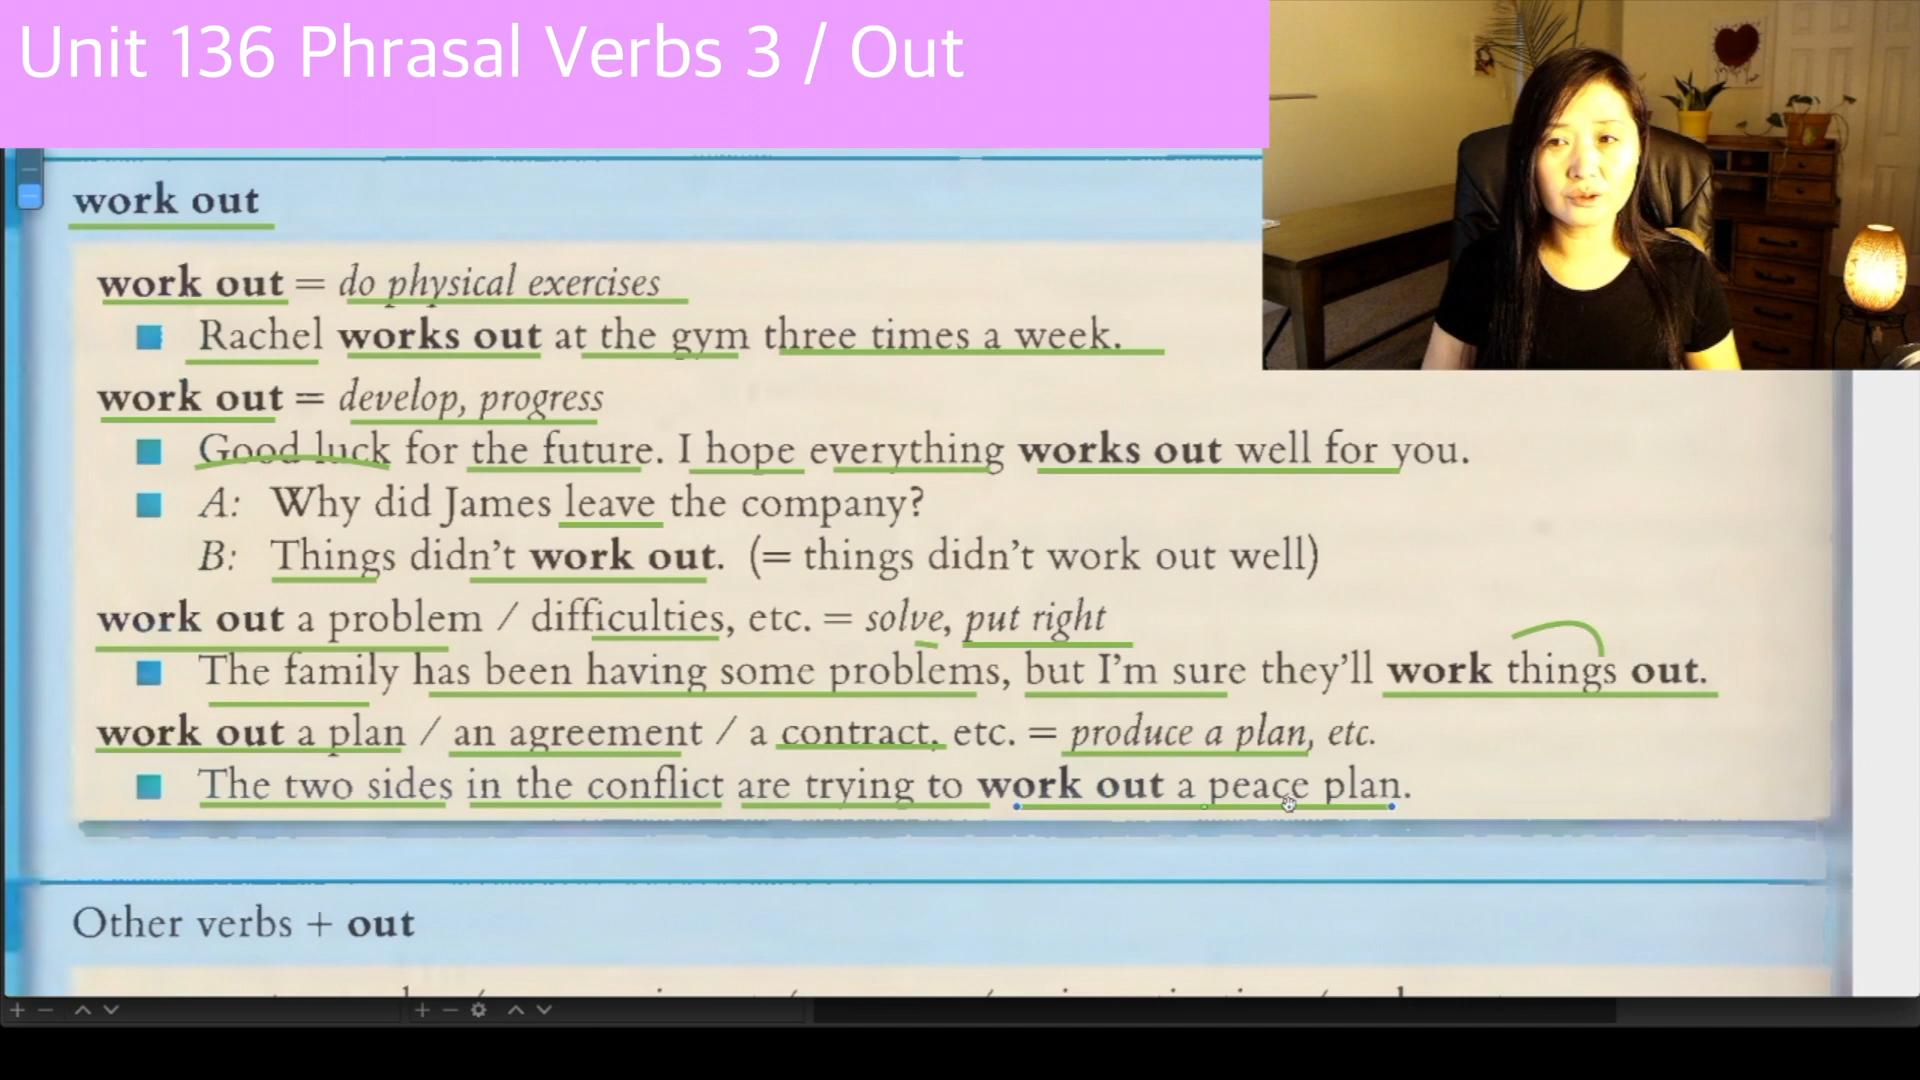 Unit 136 Phrasal Verbs 3 / Out
work out
work out = do physical exercises
Rachel works out at the gym three times a week.
work out = develop, progress
Good luck for the future. I hope everything works out well for you.
A: Why did James leave the company?
B: Things didn't work out. (= things didn't work out well)
work out a problem / difficulties, etc. = solve, put right
The family has been having some problems, but I'm sure they'll work things out.
work out a plan / an agreement / a contract, etc. = produce a plan, etc.
The two sides in the conflict are trying to work out a peace plan.
Other verbs + out